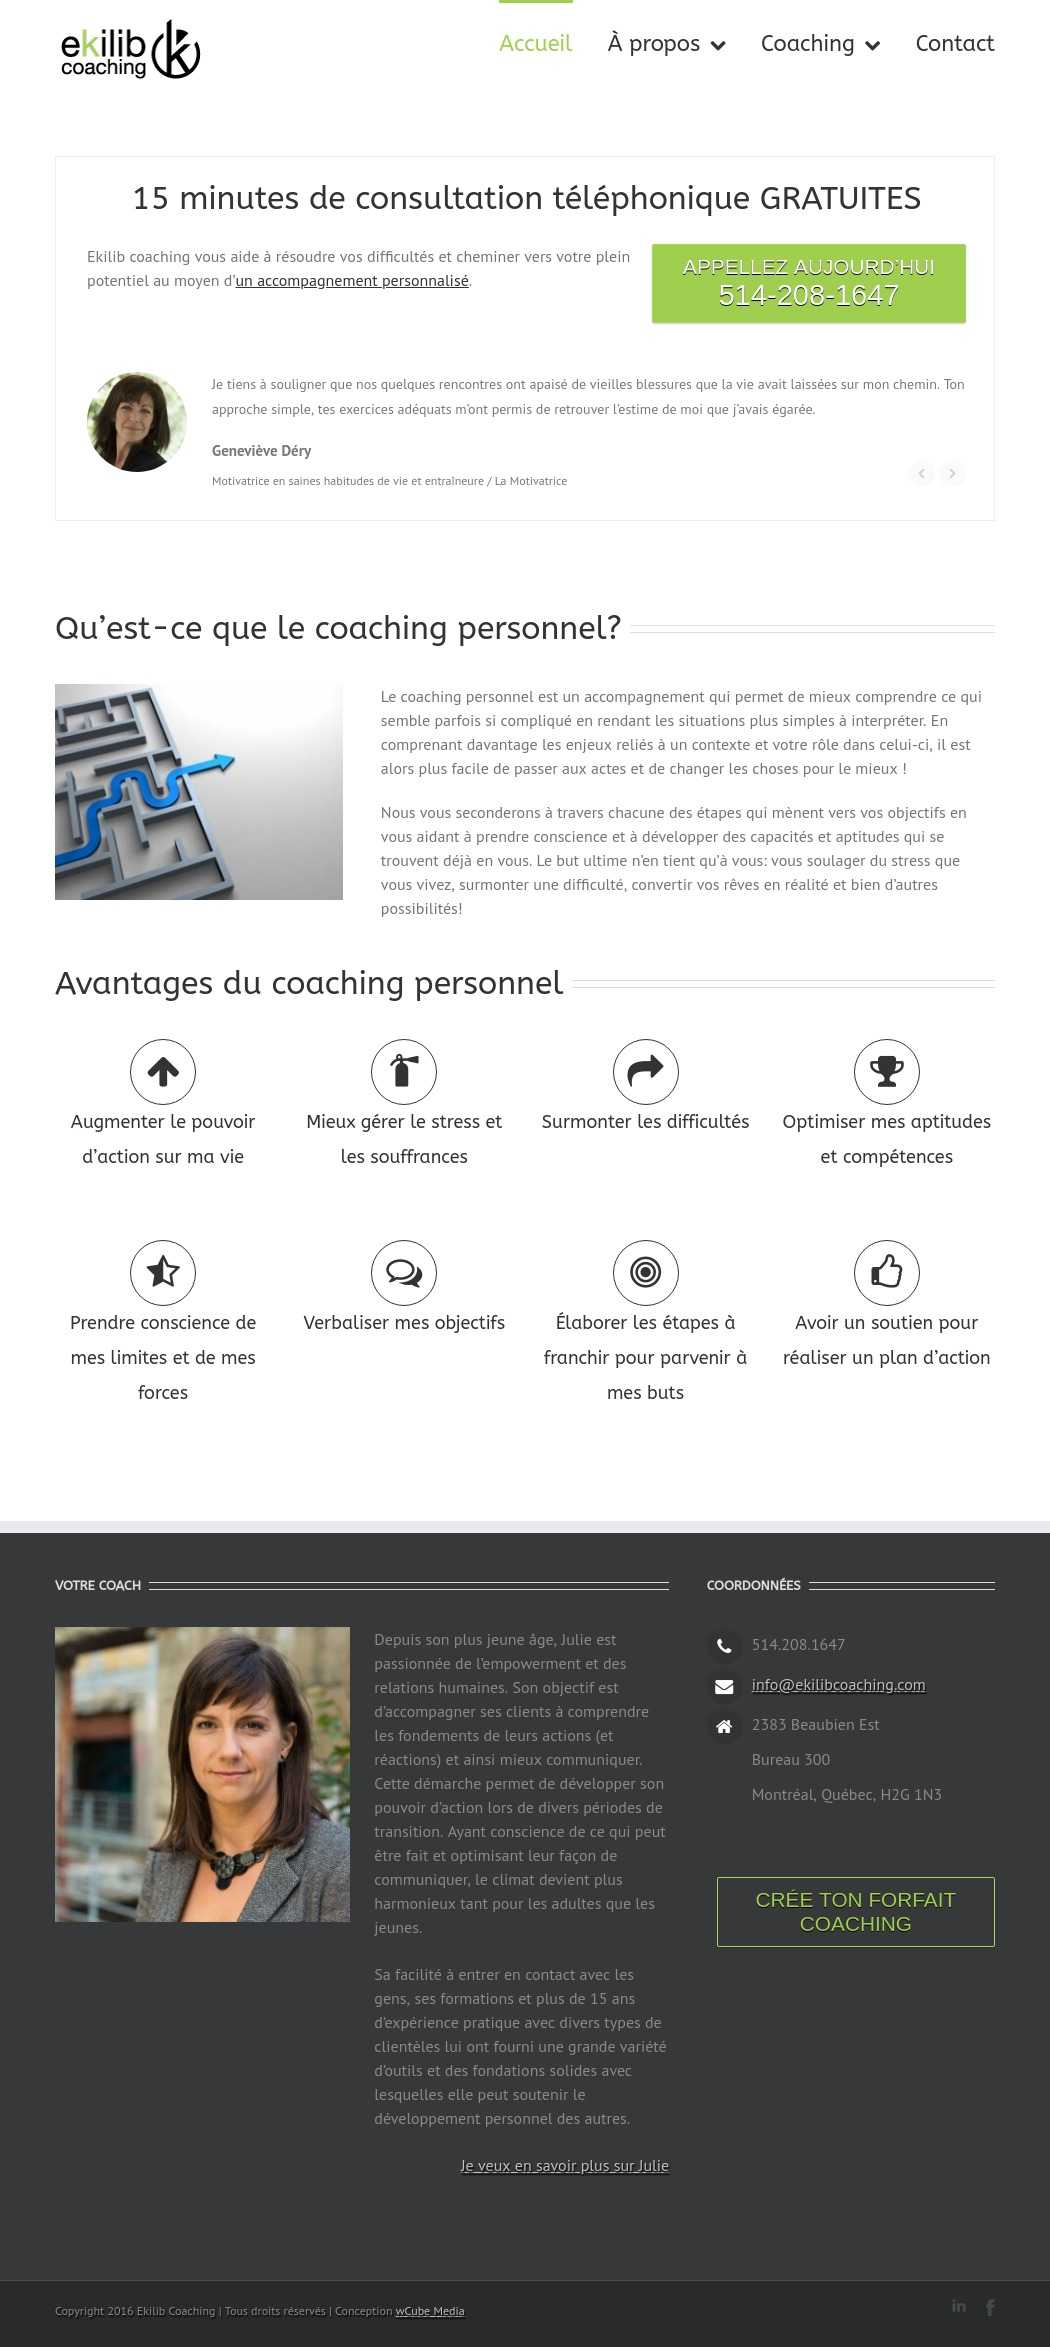 ekilib
coaching
Accueil
À propos
Coaching
Contact
15 minutes de consultation téléphonique GRATUITES
Ekilib coaching vous aide à résoudre vos difficultés et cheminer vers votre plein
potentiel au moyen d’un accompagnement personnalisé.
APPELLEZ AUJOURD’HUI
514-208-1647
Je tiens à souligner que nos quelques rencontres ont apaisé de vieilles blessures que la vie avait laissées sur mon chemin. Ton
approche simple, tes exercices adéquats m’ont permis de retrouver l’estime de moi que j’avais égarée.
Geneviève Déry
Motivatrice en saines habitudes de vie et entraîneure / La Motivatrice
Qu’est-ce que le coaching personnel?
Le coaching personnel est un accompagnement qui permet de mieux comprendre ce qui
semble parfois si compliqué en rendant les situations plus simples à interpréter. En
comprenant davantage les enjeux reliés à un contexte et votre rôle dans celui-ci, il est
alors plus facile de passer aux actes et de changer les choses pour le mieux !
Nous vous seconderons à travers chacune des étapes qui mènent vers vos objectifs en
vous aidant à prendre conscience et à développer des capacités et aptitudes qui se
trouvent déjà en vous. Le but ultime n’en tient qu’à vous: vous soulager du stress que
vous vivez, surmonter une difficulté, convertir vos rêves en réalité et bien d’autres
possibilités!
Avantages du coaching personnel
Augmenter le pouvoir
d’action sur ma vie
Mieux gérer le stress et
les souffrances
Surmonter les difficultés
Optimiser mes aptitudes
et compétences
Prendre conscience de
mes limites et de mes
forces
Verbaliser mes objectifs
Élaborer les étapes à
franchir pour parvenir à
mes buts
Avoir un soutien pour
réaliser un plan d’action
VOTRE COACH
Depuis son plus jeune âge, Julie est
passionnée de l’empowerment et des
relations humaines. Son objectif est
d’accompagner ses clients à comprendre
les fondements de leurs actions (et
réactions) et ainsi mieux communiquer.
Cette démarche permet de développer son
pouvoir d’action lors de divers périodes de
transition. Ayant conscience de ce qui peut
être fait et optimisant leur façon de
communiquer, le climat devient plus
harmonieux tant pour les adultes que les
jeunes.
Sa facilité à entrer en contact avec les
gens, ses formations et plus de 15 ans
d’expérience pratique avec divers types de
clientèles lui ont fourni une grande variété
d’outils et des fondations solides avec
lesquelles elle peut soutenir le
développement personnel des autres.
Je veux en savoir plus sur Julie
COORDONNÉES
514.208.1647
info@ekilibcoaching.com
2383 Beaubien Est
Bureau 300
Montréal, Québec, H2G 1N3
CRÉE TON FORFAIT
COACHING
Copyright 2016 Ekilib Coaching | Tous droits réservés | Conception wCube Media